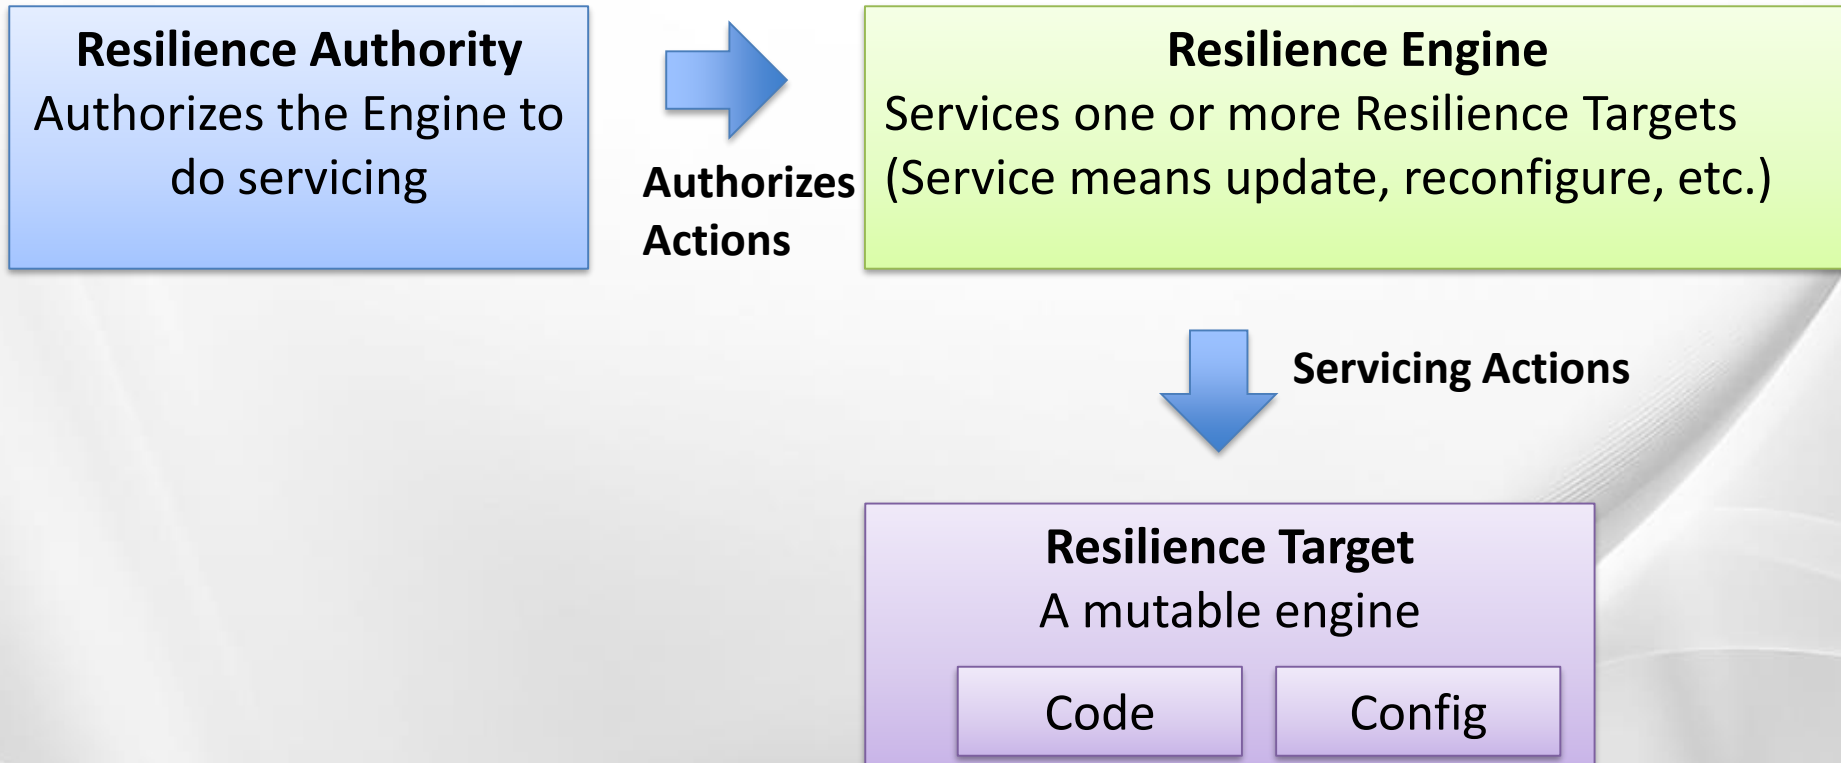 Resilience Authority
Authorizes the Engine to
do servicing
Authorizes
Actions
Resilience Engine
Services one or more Resilience Targets
(Service means update, reconfigure, etc.)
Servicing Actions
Resilience Target
A mutable engine
Code
Config